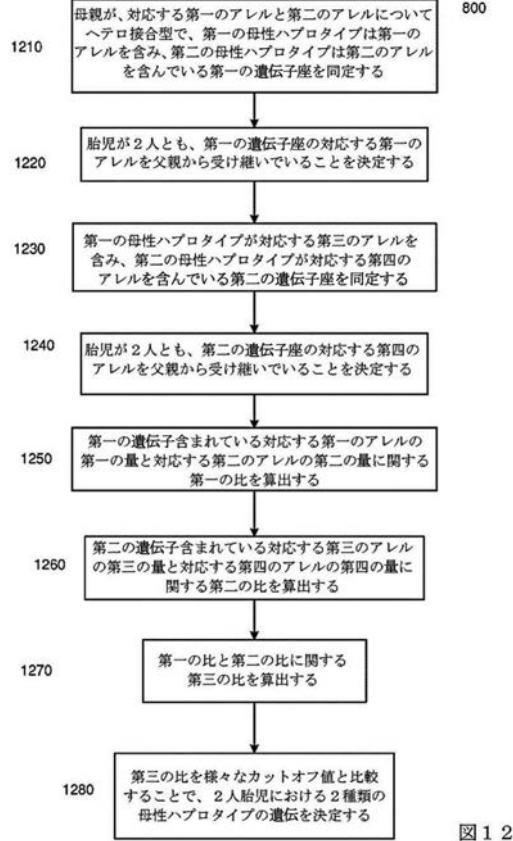 800
1210
母親が、対応する第一のアレルと第二のアレルについて
ヘテロ接合型で、第一の母性ハプロタイプは第一の
アレルを含み、第二の母性ハプロタイプは第二のアレル
を含んでいる第一の遺伝子座を同定する
1220
胎児が2人とも、第一の遺伝子座の対応する第一の
アレルを父親から受け継いでいることを決定する
1230
第一の母性ハプロタイプが対応する第三のアレルを
含み、第二の母性ハプロタイプが対応する第四の
アレルを含んでいる第二の遺伝子座を同定する
1240
胎児が2人とも、第二の遺伝子座の対応する第四の
アレルを父親から受け継いでいることを決定する
1250
第一の遺伝子含まれている対応する第一のアレルの
第一の量と対応する第二のアレルの第二の量に関する
第一の比を算出する
1260
第二の遺伝子含まれている対応する第三のアレル
の第三の量と対応する第四のアレルの第四の量に
関する第二の比を算出する
1270
第一の比と第二の比に関する
第三の比を算出する
1280
第三の比を様々なカットオフ値と比較
することで、2人胎児における2種類の
母性ハプロタイプの遺伝を決定する
図12